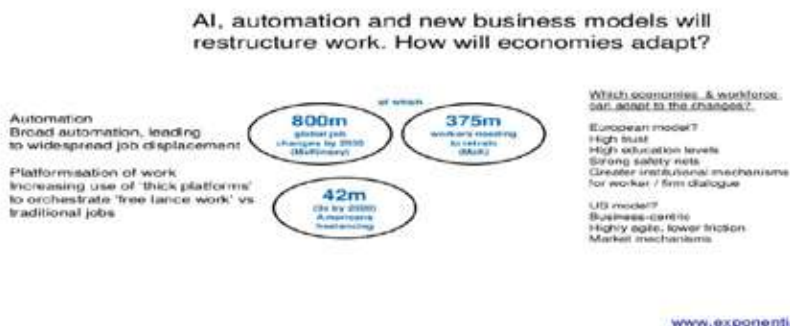 AI, automation and new business models will
restructure work. How will economies adapt?
Automation
Broad automation, leading
to widespread job displacement
Platformisation of work
Increasing use of 'thick platforms'
to orchestrate 'free lance work' vs
traditional jobs
of which
800m
global job
changes by 2030
(McKinsey)
375m
workers needing
to retrain
(McK)
42m
(3x by 2020)
Americans
freelancing
Which economies & workforce
can adapt to the changes?
European model?
High trust
High education levels
Strong safety nets
Greater institutional mechanisms
for worker / firm dialogue
US model?
Business-centric
Highly agile, lower friction
Market mechanisms
www.exponenti